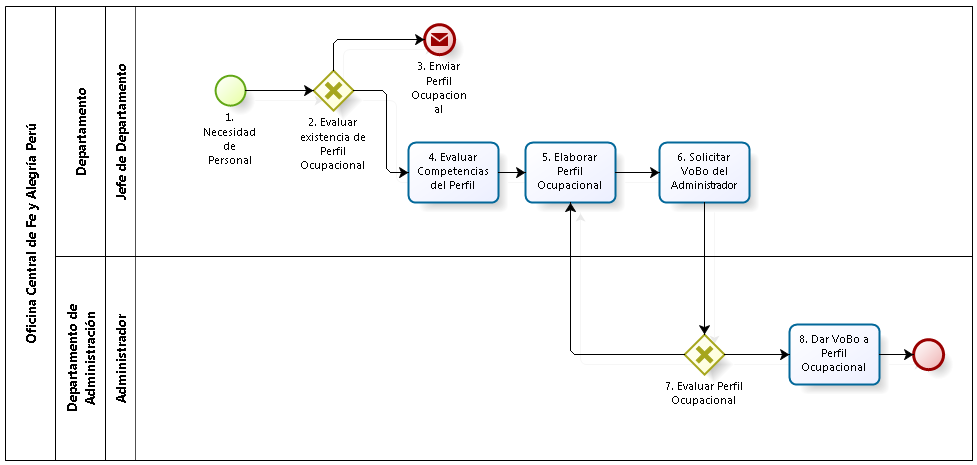 Oficina Central de Fe y Alegría Perú
Departamento
Jefe de Departamento
1.
Necesidad
de
Personal
2. Evaluar
existencia de
Perfil
Ocupacional
3. Enviar
Perfil
Ocupacion
al
4. Evaluar
Competencias
del Perfil
5. Elaborar
Perfil
Ocupacional
6. Solicitar
VoBo del
Administrador
Departamento de
Administración
Administrador
7. Evaluar Perfil
Ocupacional
8. Dar VoBo a
Perfil
Ocupacional